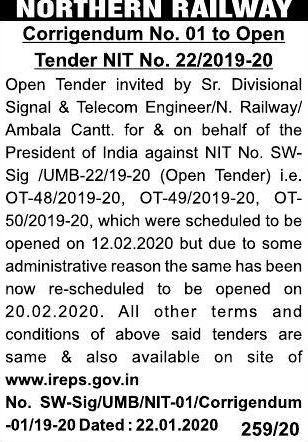 NORTHERN RAILWAY
Corrigendum No. 01 to Open
Tender NIT No. 22/2019-20
Open Tender invited by Sr. Divisional
Signal & Telecom Engineer/N. Railway/
Ambala Cantt. for & on behalf of the
President of India against NIT No. SW-
Sig /UMB-22/19-20 (Open Tender) i.e.
OT-48/2019-20, OT-49/2019-20, OT-
50/2019-20, which were scheduled to be
opened on 12.02.2020 but due to some
administrative reason the same has been
now re-scheduled to be opened on
20.02.2020. All other terms and
conditions of above said tenders are
same & also available on site of
www.ireps.gov.in
No. SW-Sig/UMB/NIT-01/Corrigendum
-01/19-20 Dated : 22.01.2020 259/20